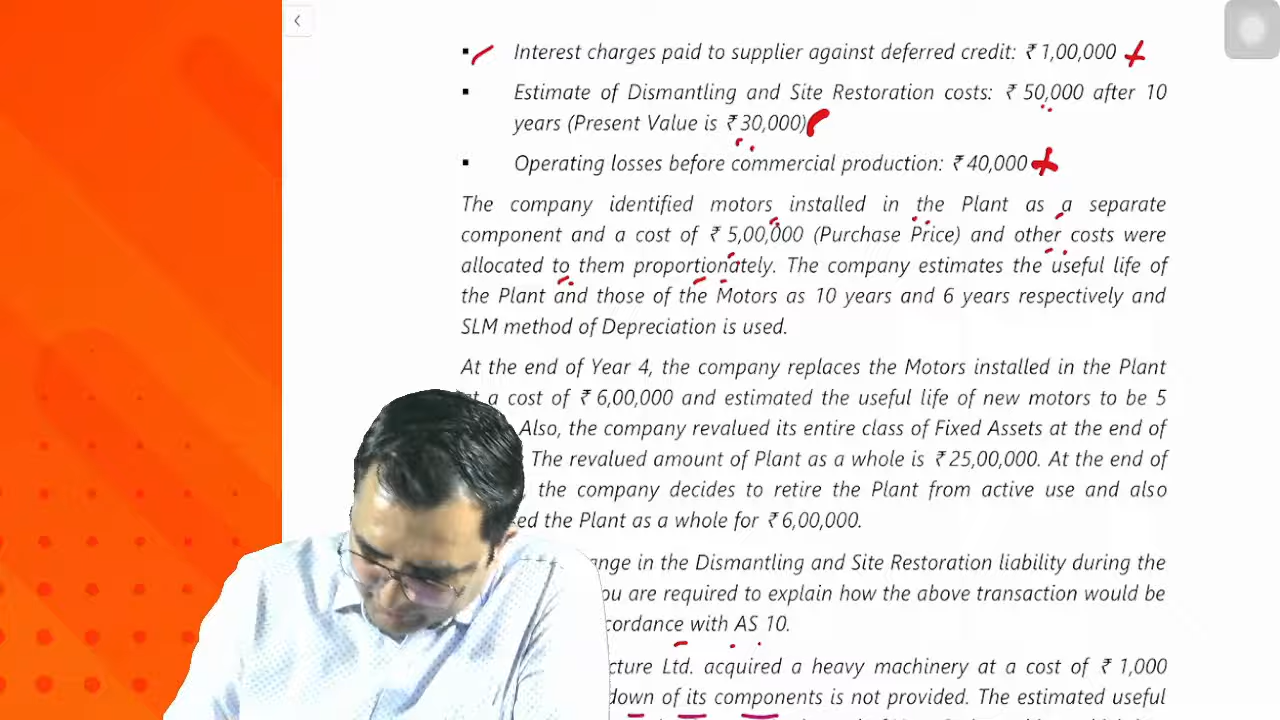 ▪ Interest charges paid to supplier against deferred credit: ₹ 1,00,000
▪ Estimate of Dismantling and Site Restoration costs: ₹ 50,000 after 10
years (Present Value is ₹ 30,000)
▪ Operating losses before commercial production: ₹ 40,000
The company identified motors installed in the Plant as a separate
component and a cost of ₹ 5,00,000 (Purchase Price) and other costs were
allocated to them proportionately. The company estimates the useful life of
the Plant and those of the Motors as 10 years and 6 years respectively and
SLM method of Depreciation is used.
At the end of Year 4, the company replaces the Motors installed in the Plant
a cost of ₹ 6,00,000 and estimated the useful life of new motors to be 5
Also, the company revalued its entire class of Fixed Assets at the end of
The revalued amount of Plant as a whole is ₹ 25,00,000. At the end of
the company decides to retire the Plant from active use and also
the Plant as a whole for ₹ 6,00,000.
in the Dismantling and Site Restoration liability during the
are required to explain how the above transaction would be
with AS 10.
Ltd. acquired a heavy machinery at a cost of ₹ 1,000
of its components is not provided. The estimated useful